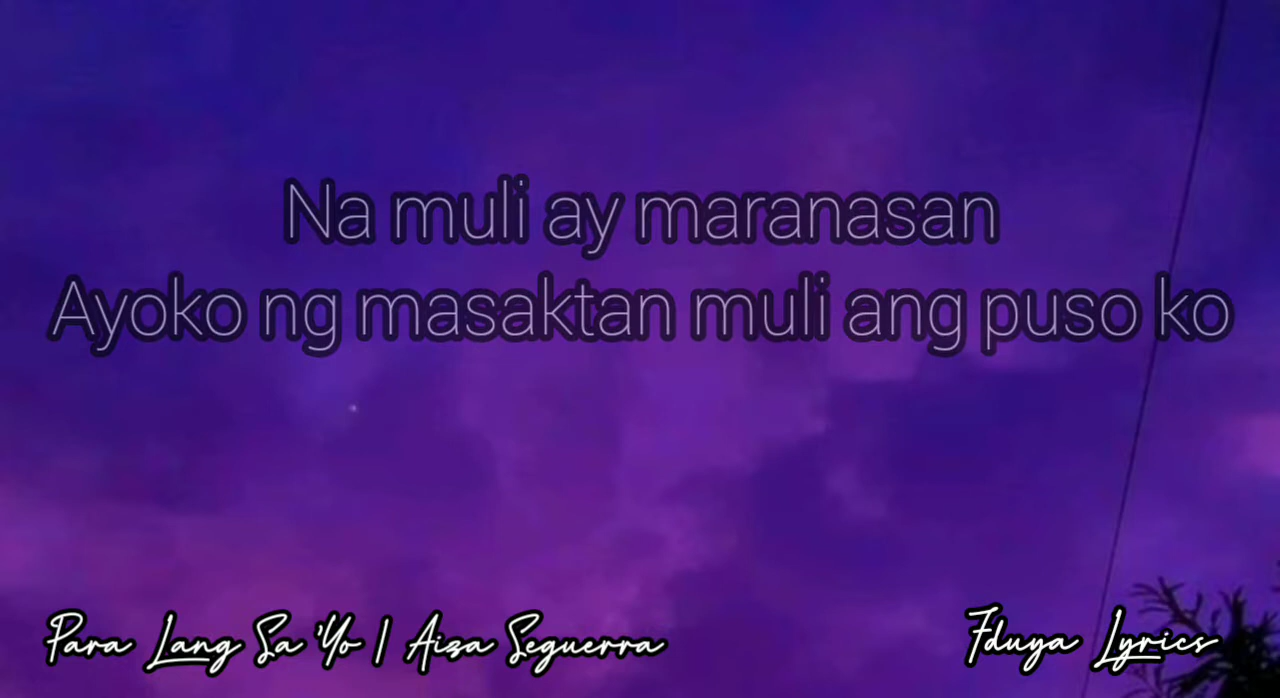 Na muli ay maranasan
Ayoko ng masaktan muli ang puso ko
Para Lang Sa 'Yo | Aiza Seguerra
Fduya Lyrics